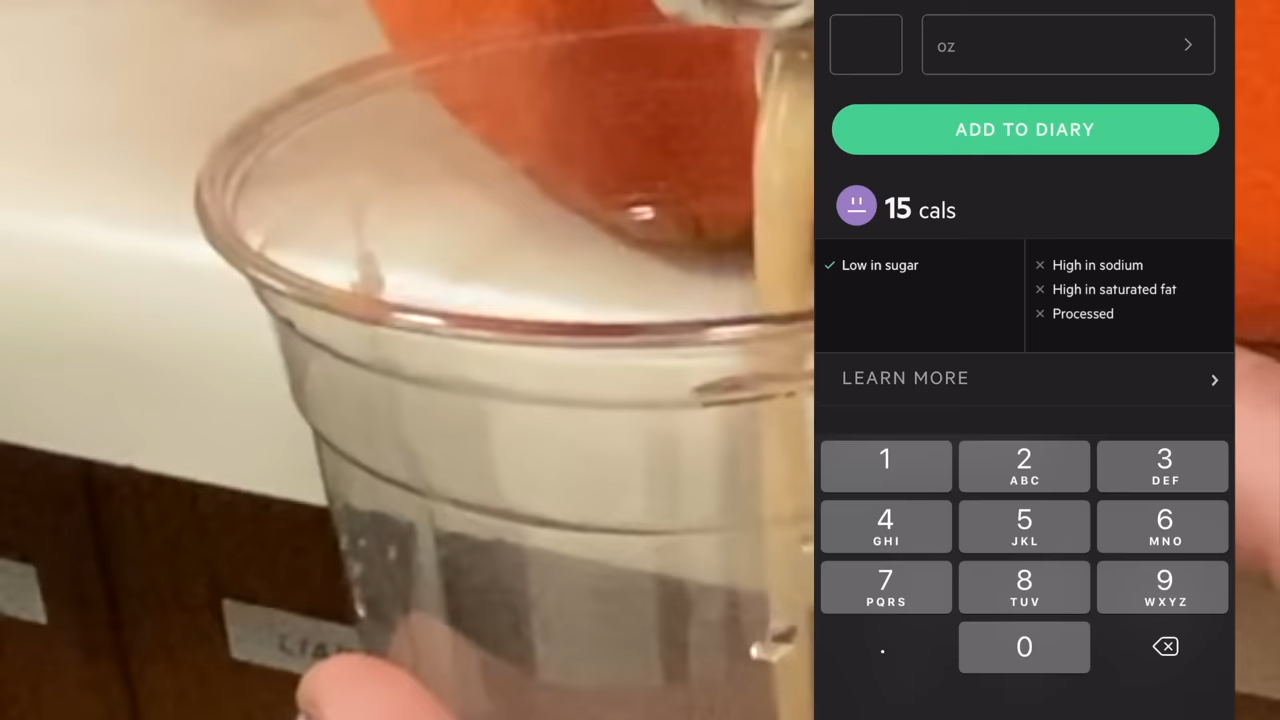 oz
ADD TO DIARY
15 cals
Low in sugar
High in sodium
High in saturated fat
Processed
LEARN MORE
1
2
ABC
3
DEF
4
GHI
5
JKL
6
MNO
7
PQRS
8
TUV
9
WXYZ
.
0